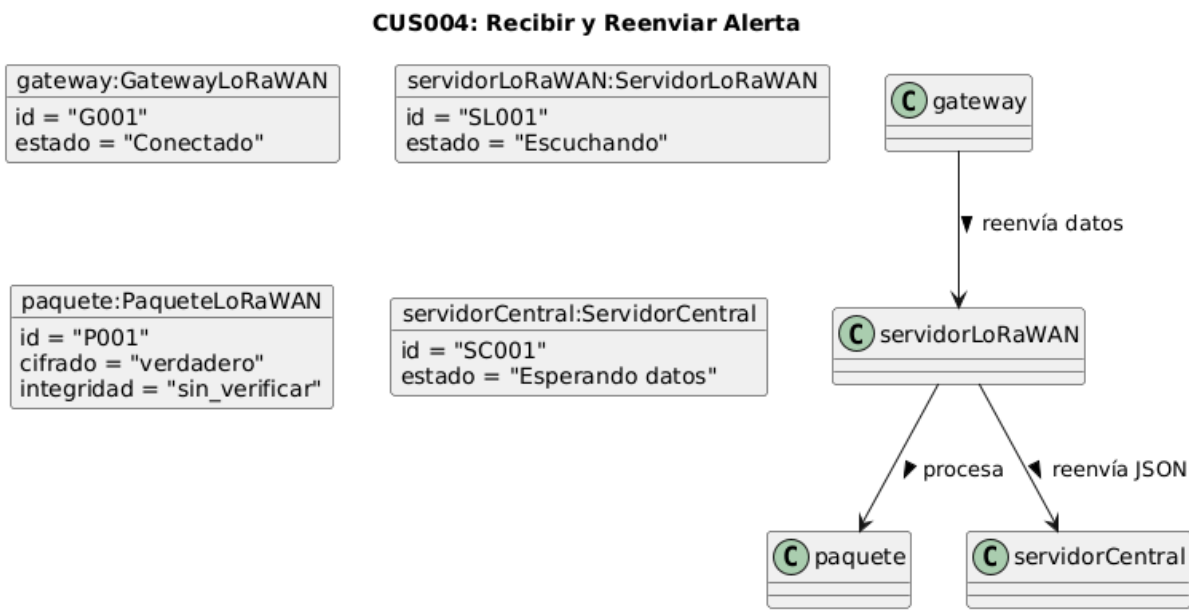 CUS004: Recibir y Reenviar Alerta
gateway:GatewayLoRaWAN
id = "G001"
estado = "Conectado"
servidorLoRaWAN:ServidorLoRaWAN
id = "SL001"
estado = "Escuchando"
C gateway
reenvía datos
paquete:PaqueteLoRaWAN
id = "P001"
cifrado = "verdadero"
integridad = "sin_verificar"
servidorCentral:ServidorCentral
id = "SC001"
estado = "Esperando datos"
C servidorLoRaWAN
procesa
reenvía JSON
C paquete
C servidorCentral